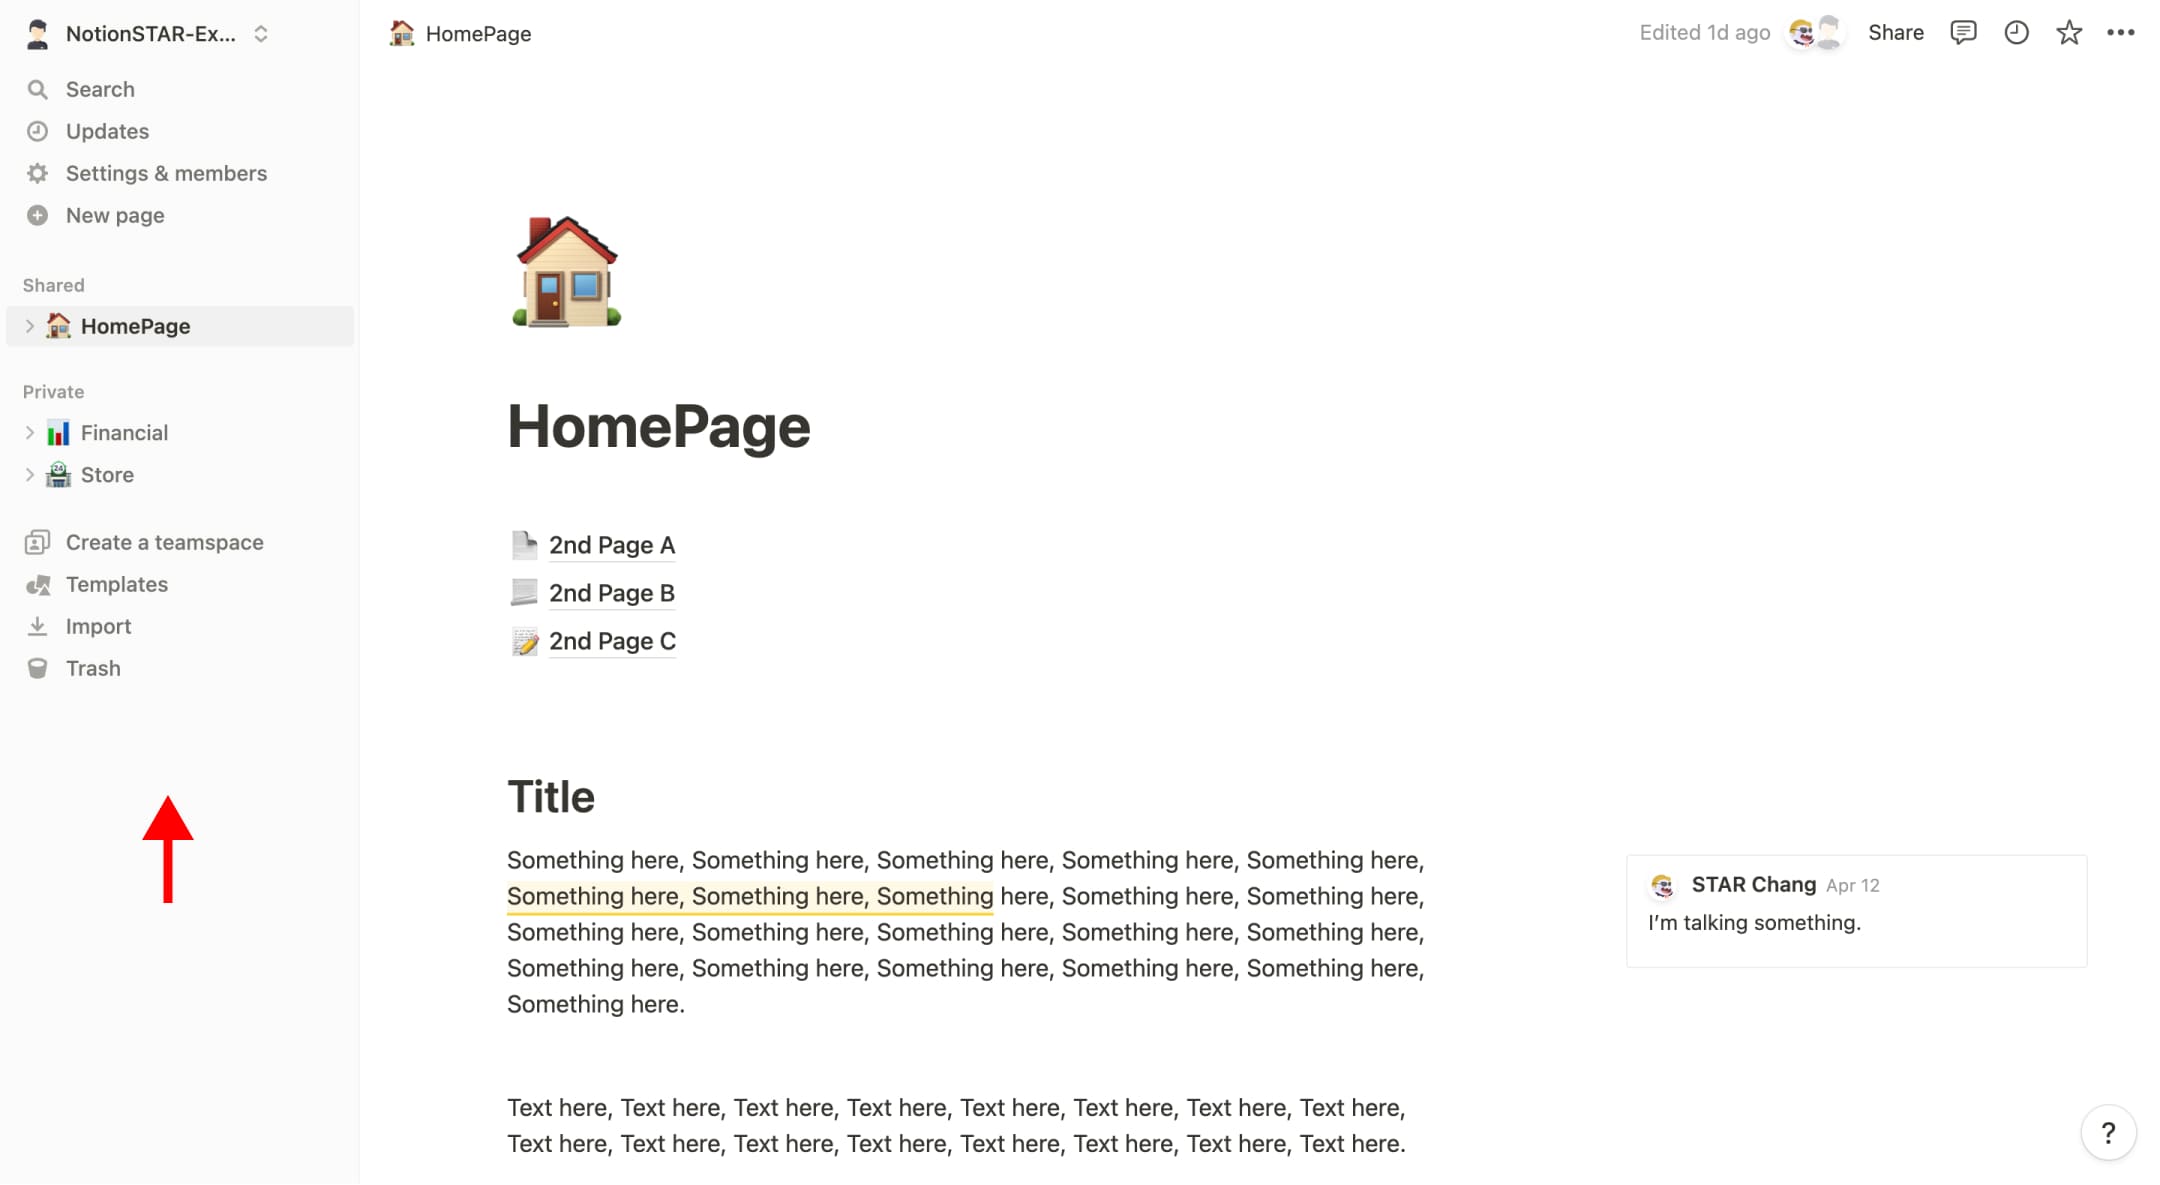 NotionSTAR-Ex...
Search
Updates
Settings & members
New page
Shared
HomePage
Private
Financial
Store
Create a teamspace
Templates
Import
Trash
HomePage
Edited 1d ago
Share
HomePage
2nd Page A
2nd Page B
2nd Page C
Title
Something here, Something here, Something here, Something here, Something here,
Something here, Something here, Something here, Something here, Something here,
Something here, Something here, Something here, Something here, Something here,
Something here, Something here, Something here, Something here, Something here,
Something here.
STAR Chang Apr 12
I’m talking something.
Text here, Text here, Text here, Text here, Text here, Text here, Text here, Text here,
Text here, Text here, Text here, Text here, Text here, Text here, Text here, Text here.
?